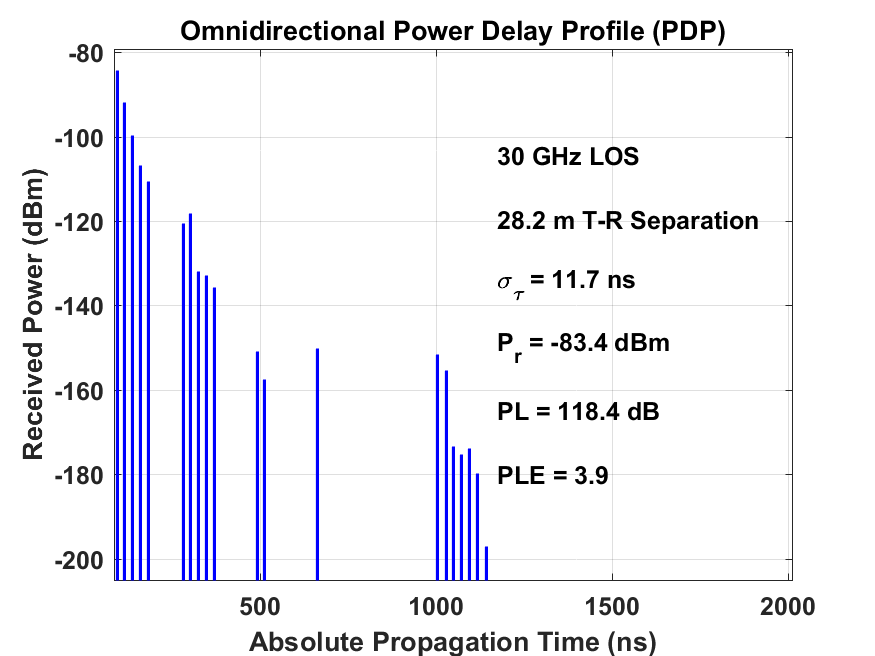 Omnidirectional Power Delay Profile (PDP)
-80
-100
-120
-140
-160
-180
-200
Received Power (dBm)
30 GHz LOS
28.2 m T-R Separation
σ_τ = 11.7 ns
P_r = -83.4 dBm
PL = 118.4 dB
PLE = 3.9
500 1000 1500 2000
Absolute Propagation Time (ns)